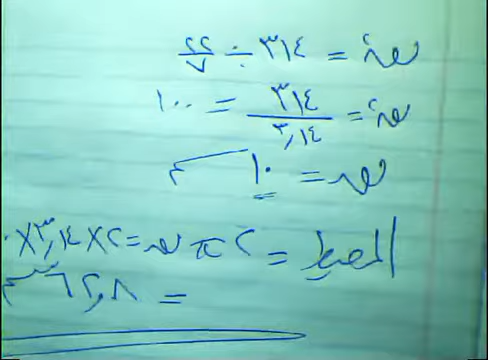 نق² = ٣١٤ ÷ ٢٢/٧
نق² = ٣١٤/٣,١٤ = ١٠٠
نق = ١٠ سم
المحيط = ٢ π نق = ٢ × ٣,١٤ × ٠
= ٦٢,٨ سم